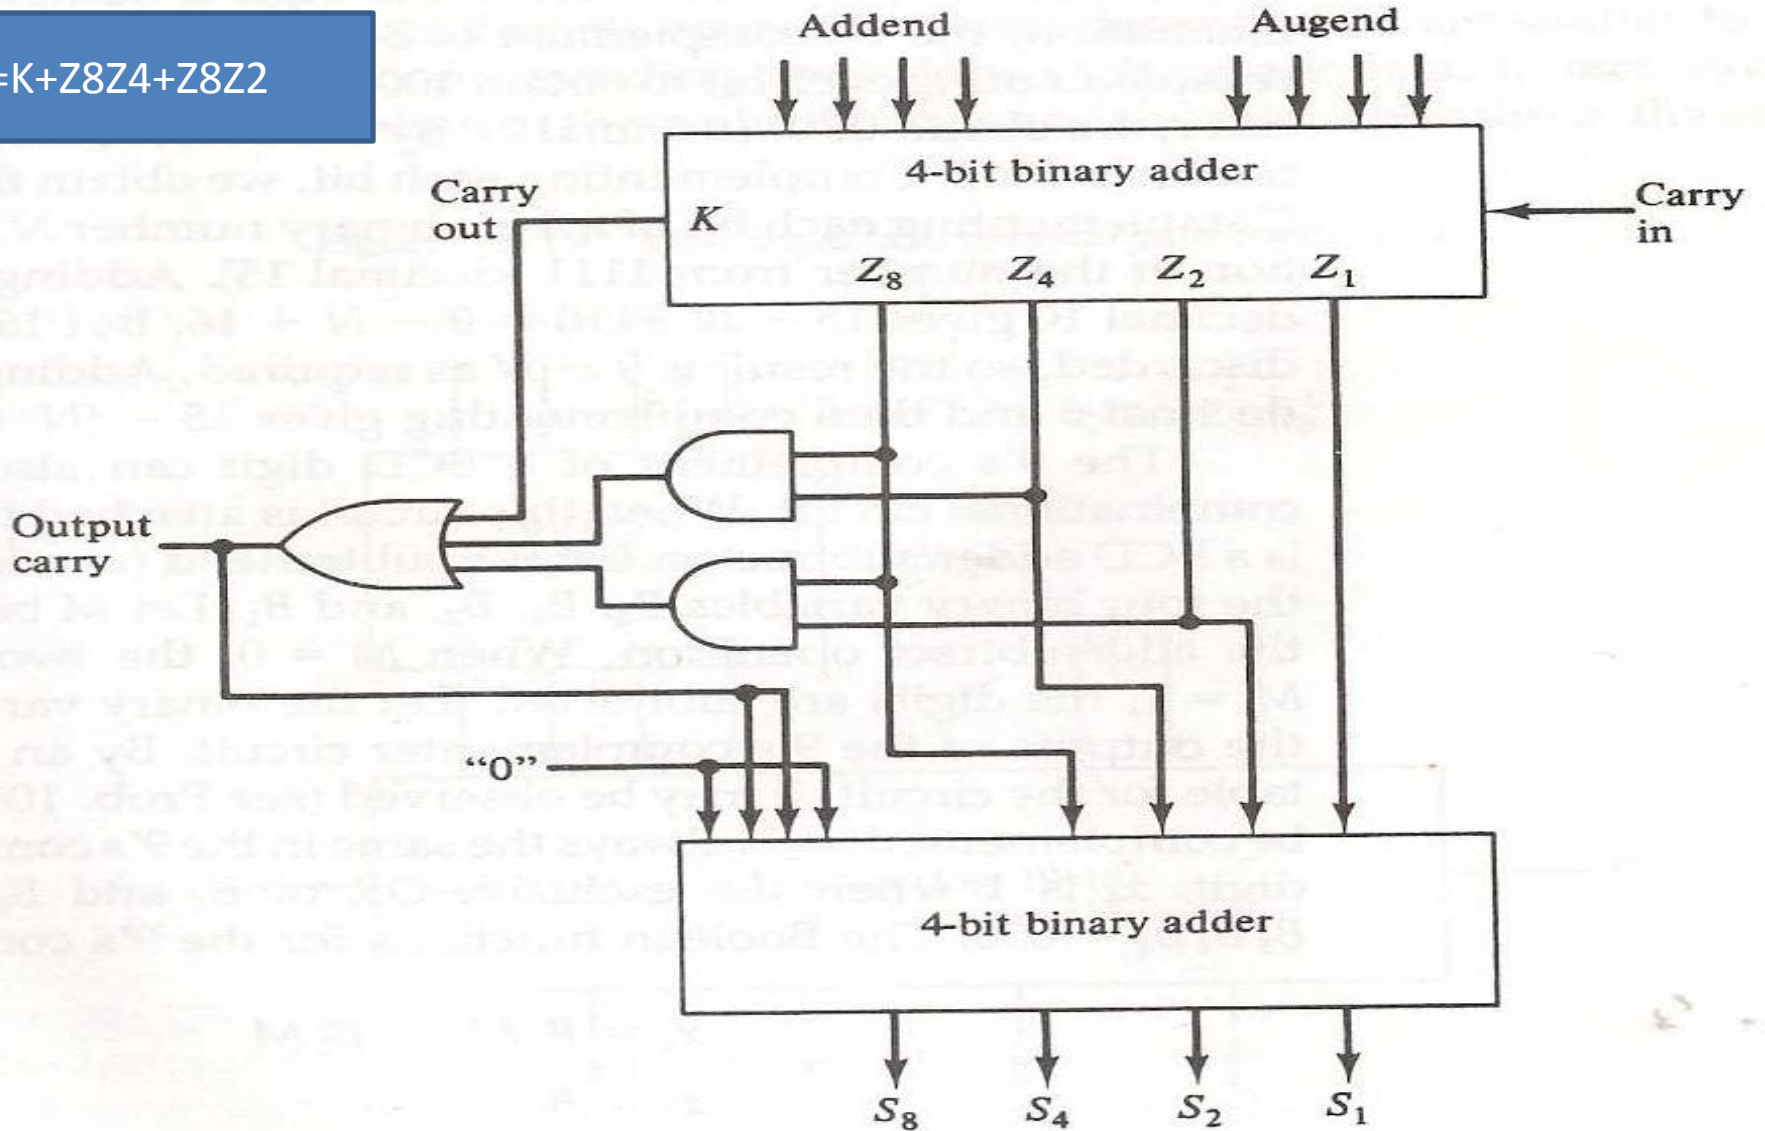 =K+Z8Z4+Z8Z2
Addend
Augend
4-bit binary adder
Carry
out
K
Carry
in
Z8 Z4 Z2 Z1
Output
carry
“0”
4-bit binary adder
S8 S4 S2 S1